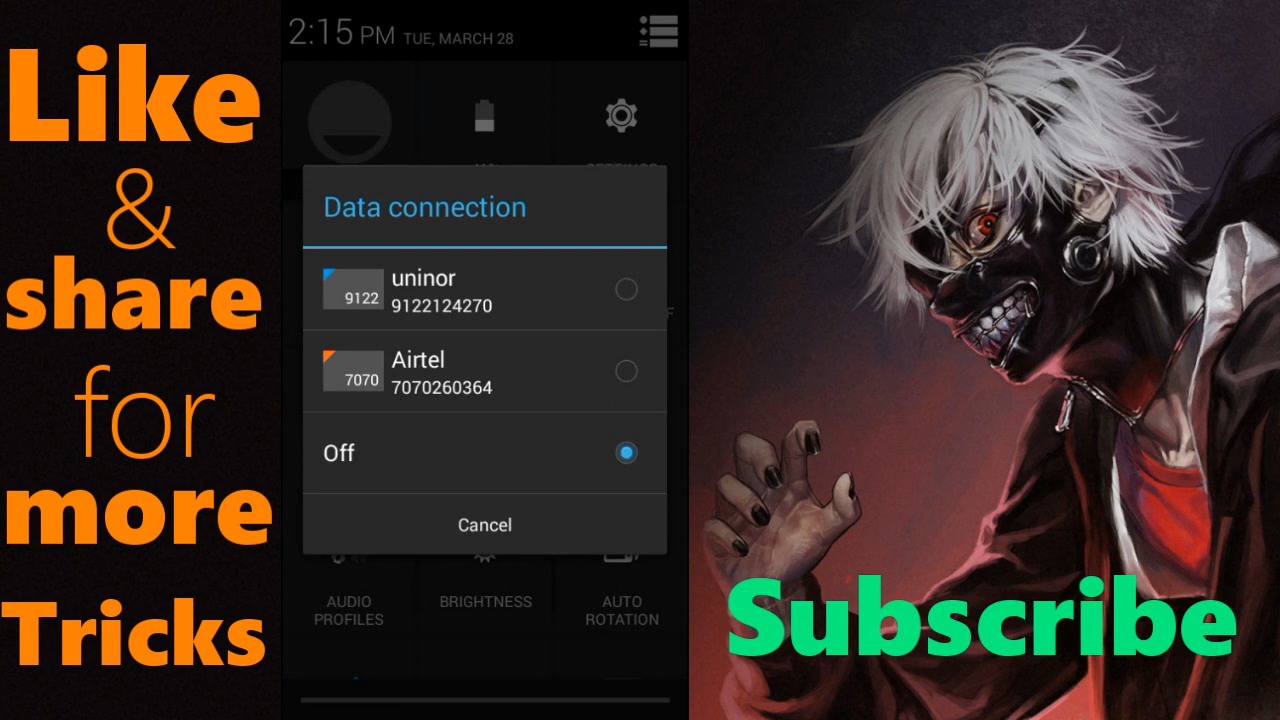 Like
&
share
for
more
Tricks
2:15 PM TUE, MARCH 28
Data connection
9122
uninor
9122124270
7070
Airtel
7070260364
Off
Cancel
AUDIO
PROFILES
BRIGHTNESS
AUTO
ROTATION
Subscribe